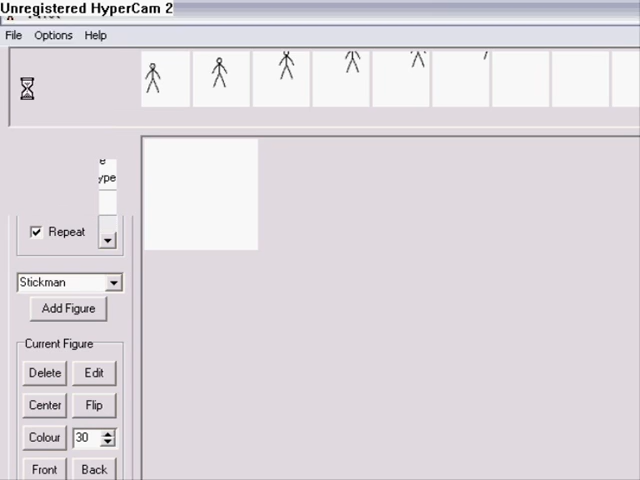 Unregistered HyperCam 2
File Options Help
ype
Repeat
Stickman
Add Figure
Current Figure
Delete Edit
Center Flip
Colour 30
Front Back